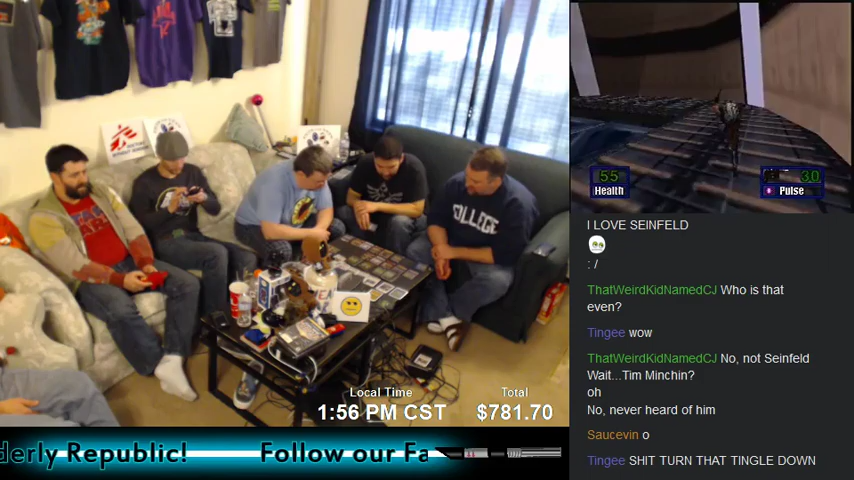 COLLEGE
Local Time
1:56 PM CST
Total
$781.70
derly Republic!
Follow our Fa
55
Health
30
Pulse
I LOVE SEINFELD
: /
ThatWeirdKidNamedCJ Who is that
even?
Tingee wow
ThatWeirdKidNamedCJ No, not Seinfeld
Wait...Tim Minchin?
oh
No, never heard of him
Saucevin o
Tingee SHIT TURN THAT TINGLE DOWN